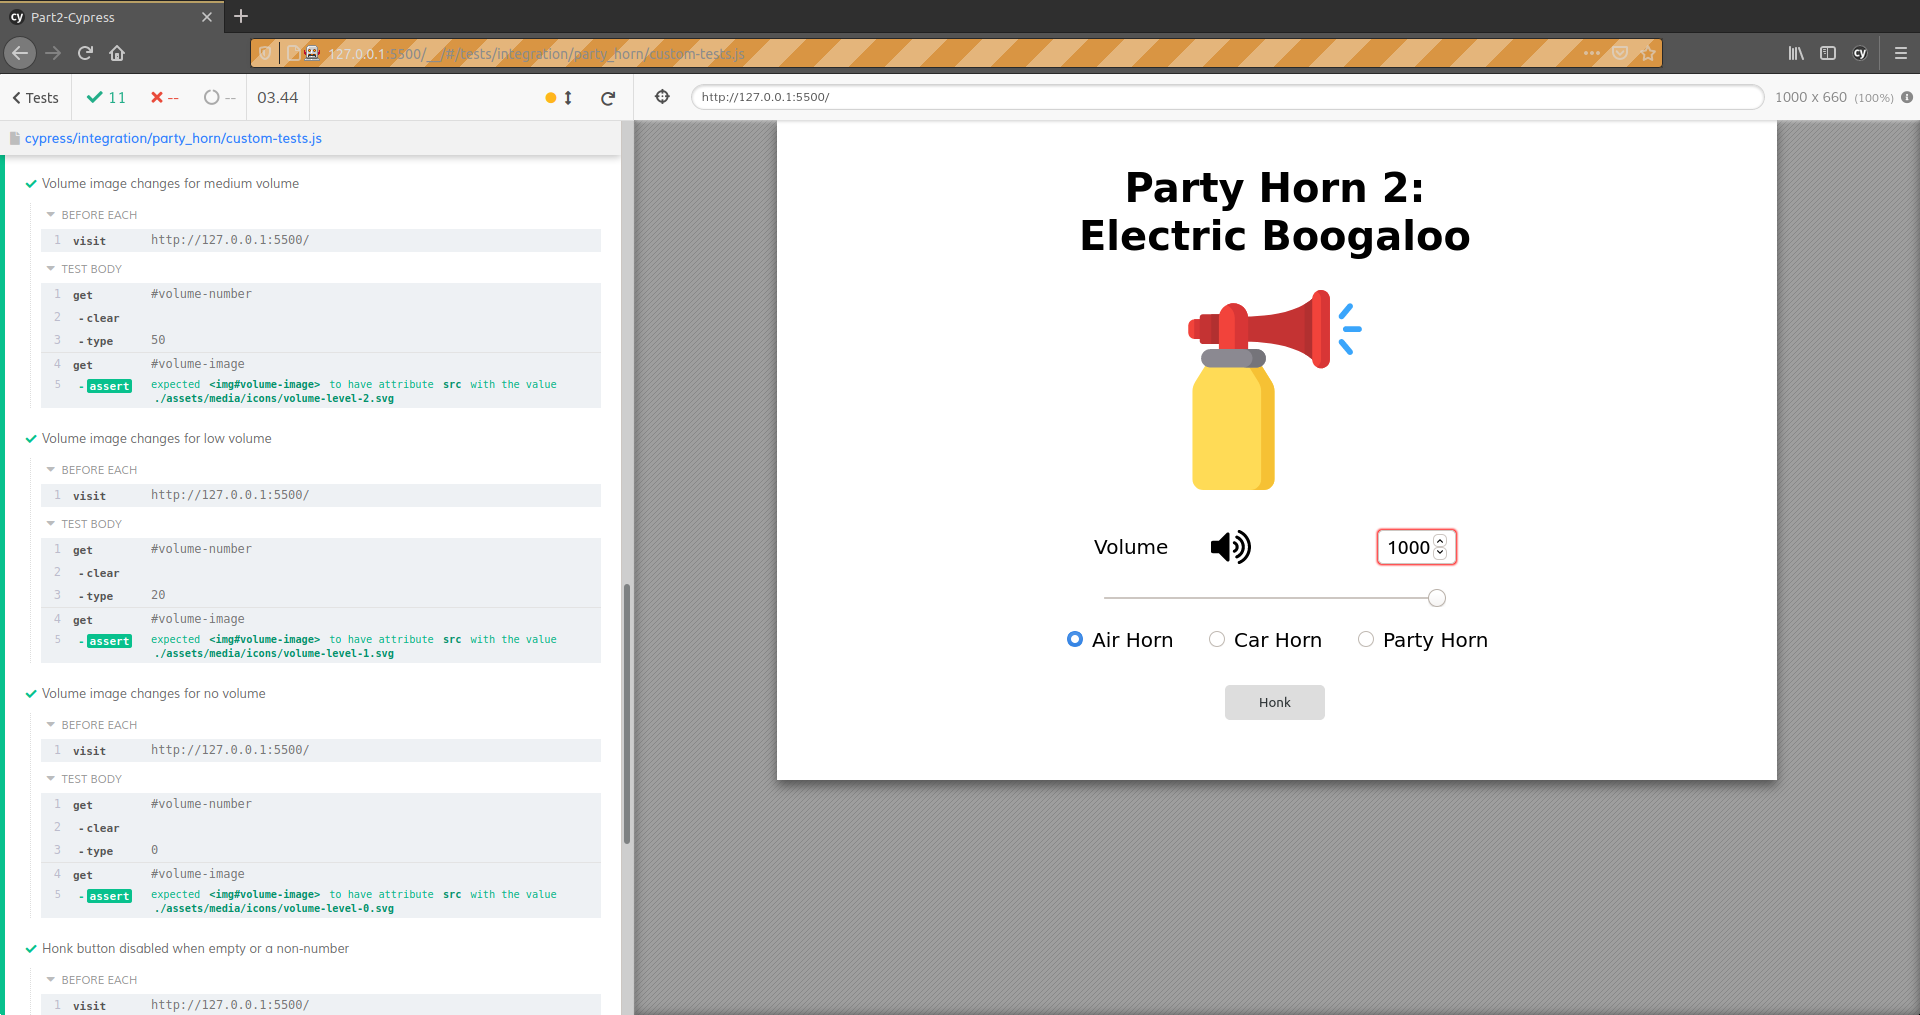 cy Part2-Cypress
127.0.0.1:5500/__/#/tests/integration/party_horn/custom-tests.js
cy
Tests 11 -- -- 03.44
http://127.0.0.1:5500/ 1000 x 660 (100%)
cypress/integration/party_horn/custom-tests.js
Volume image changes for medium volume
BEFORE EACH
1 visit http://127.0.0.1:5500/
TEST BODY
1 get #volume-number
2 -clear
3 -type 50
4 get #volume-image
5 -assert expected <img#volume-image> to have attribute src with the value
./assets/media/icons/volume-level-2.svg
Volume image changes for low volume
BEFORE EACH
1 visit http://127.0.0.1:5500/
TEST BODY
1 get #volume-number
2 -clear
3 -type 20
4 get #volume-image
5 -assert expected <img#volume-image> to have attribute src with the value
./assets/media/icons/volume-level-1.svg
Volume image changes for no volume
BEFORE EACH
1 visit http://127.0.0.1:5500/
TEST BODY
1 get #volume-number
2 -clear
3 -type 0
4 get #volume-image
5 -assert expected <img#volume-image> to have attribute src with the value
./assets/media/icons/volume-level-0.svg
Honk button disabled when empty or a non-number
BEFORE EACH
1 visit http://127.0.0.1:5500/
Party Horn 2:
Electric Boogaloo
Volume 1000
Air Horn Car Horn Party Horn
Honk